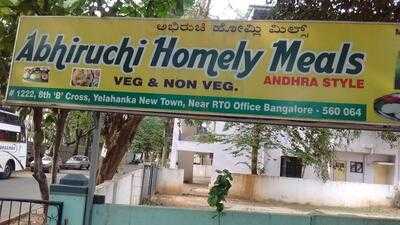 ಅಭಿರುಚಿ ಹೋಮ್ಲಿ ಮೀಲ್ಸ್
Abhiruchi Homely Meals
VEG & NON VEG. ANDHRA STYLE
# 1222, 8th 'B' Cross, Yelahanka New Town, Near RTO Office Bangalore - 560 064